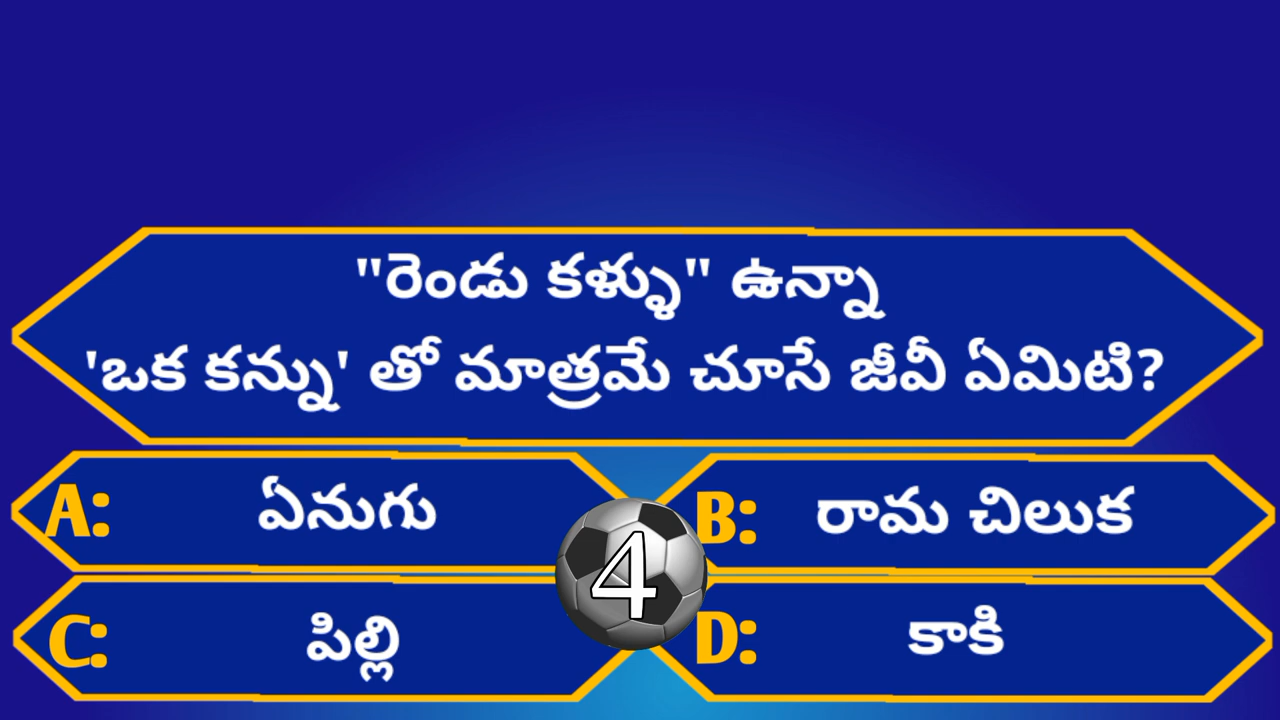 "రెండు కళ్ళు" ఉన్నా
'ఒక కన్ను' తో మాత్రమే చూసే జీవీ ఏమిటి?
A: ఏనుగు
B: రామ చిలుక
4
C: పిల్లి
D: కాకి